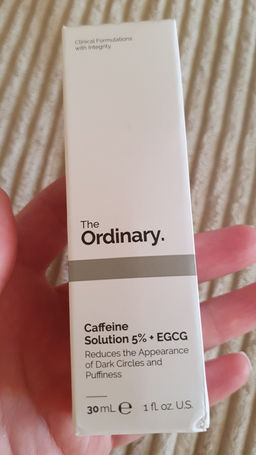 Clinical Formulations
with Integrity.
The
Ordinary.
Caffeine
Solution 5% + EGCG
Reduces the Appearance
of Dark Circles and
Puffiness
30 mL ℮ 1 fl. oz. U.S.